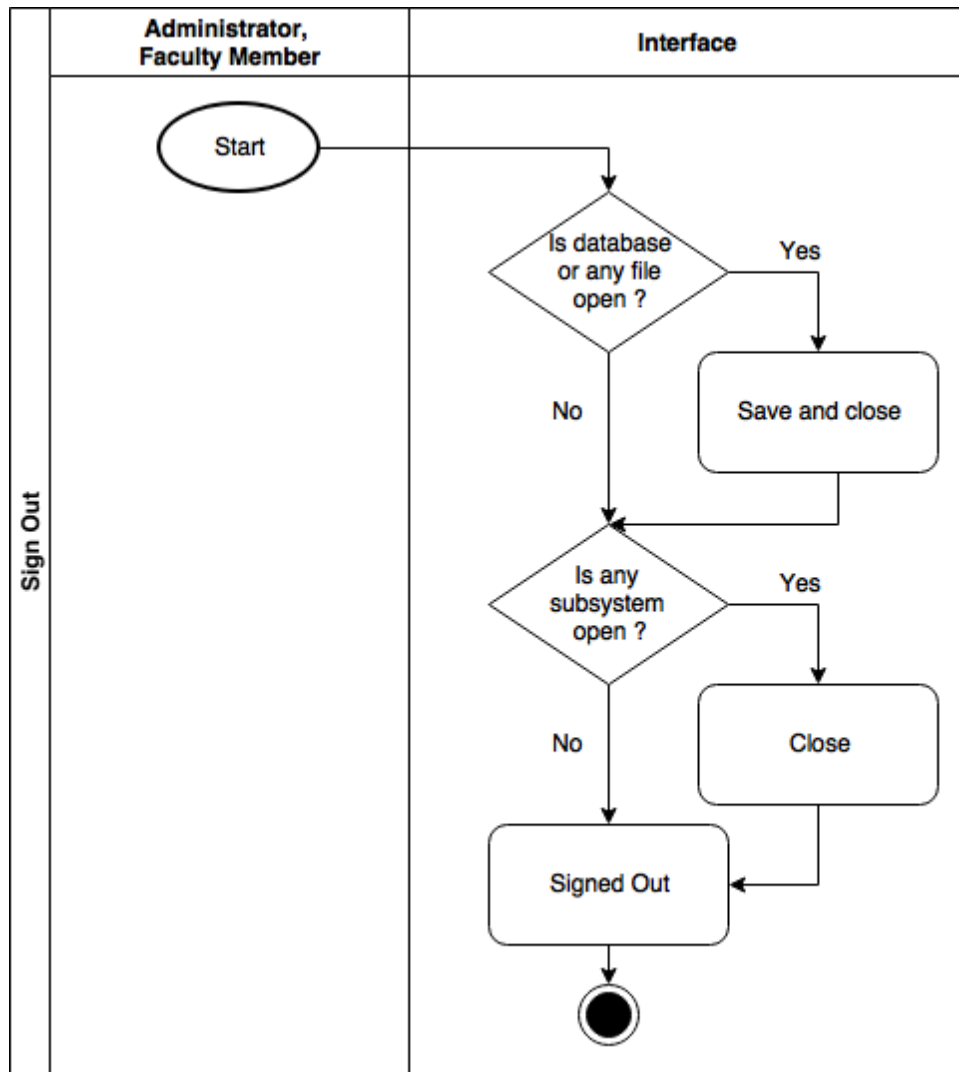 Administrator,
Faculty Member
Interface
Sign Out
Start
Is database
or any file
open ?
Yes
No
Save and close
Is any
subsystem
open ?
Yes
No
Close
Signed Out